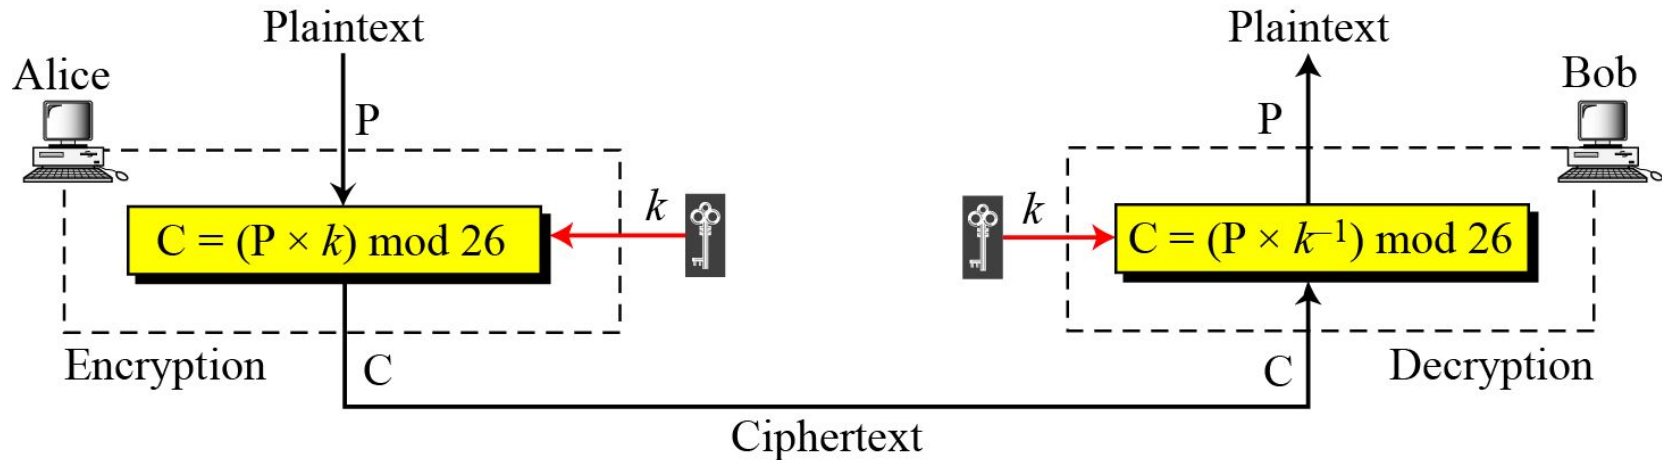 Plaintext
Plaintext
Alice
Bob
P
P
k
k
C = (P × k) mod 26
C = (P × k⁻¹) mod 26
Encryption
C
C
Decryption
Ciphertext